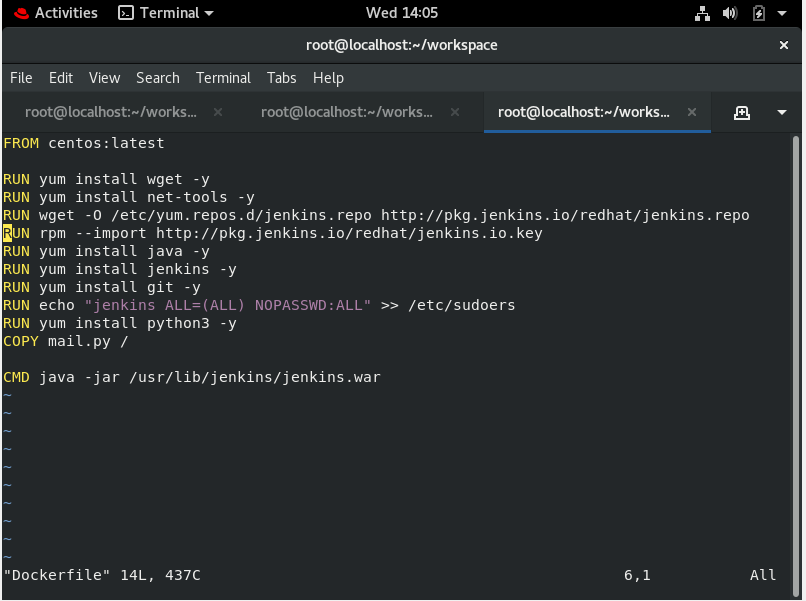 Activities Terminal Wed 14:05
root@localhost:~/workspace
File Edit View Search Terminal Tabs Help
root@localhost:~/works... root@localhost:~/works... root@localhost:~/works...
FROM centos:latest
RUN yum install wget -y
RUN yum install net-tools -y
RUN wget -O /etc/yum.repos.d/jenkins.repo http://pkg.jenkins.io/redhat/jenkins.repo
RUN rpm --import http://pkg.jenkins.io/redhat/jenkins.io.key
RUN yum install java -y
RUN yum install jenkins -y
RUN yum install git -y
RUN echo "jenkins ALL=(ALL) NOPASSWD:ALL" >> /etc/sudoers
RUN yum install python3 -y
COPY mail.py /
CMD java -jar /usr/lib/jenkins/jenkins.war
~
~
~
~
~
~
~
~
~
~
"Dockerfile" 14L, 437C 6,1 All